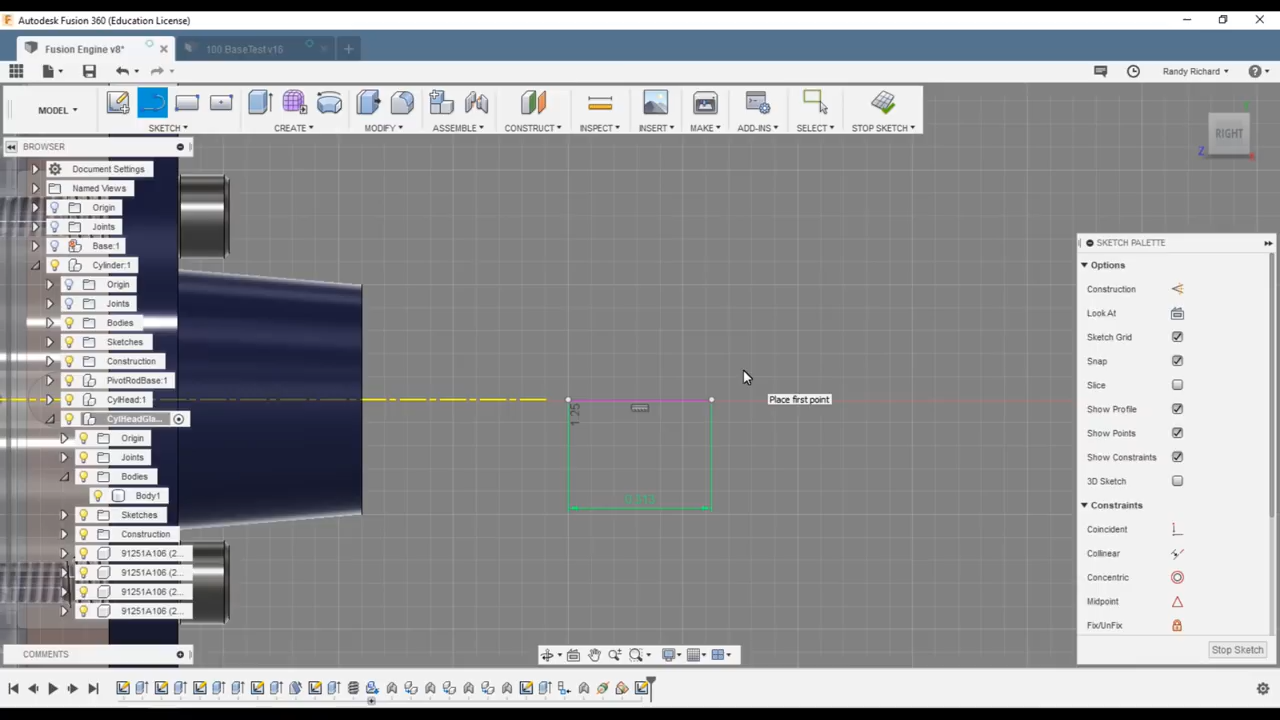 Autodesk Fusion 360 (Education License)
Fusion Engine v8*
100 BaseTest v16
Randy Richard
MODEL
SKETCH
CREATE
MODIFY
ASSEMBLE
CONSTRUCT
INSPECT
INSERT
MAKE
ADD-INS
SELECT
STOP SKETCH
BROWSER
RIGHT
Z
Document Settings
Named Views
Origin
Joints
Base:1
Cylinder:1
Origin
Joints
Bodies
Sketches
Construction
PivotRodBase:1
CylHead:1
CylHeadGla...
Origin
Joints
Bodies
Body1
Sketches
Construction
91251A106 (2...
91251A106 (2...
91251A106 (2...
91251A106 (2...
1.25
Place first point
SKETCH PALETTE
Options
Construction
Look At
Sketch Grid
Snap
Slice
Show Profile
Show Points
Show Constraints
3D Sketch
Constraints
Coincident
Collinear
Concentric
Midpoint
Fix/UnFix
Stop Sketch
COMMENTS